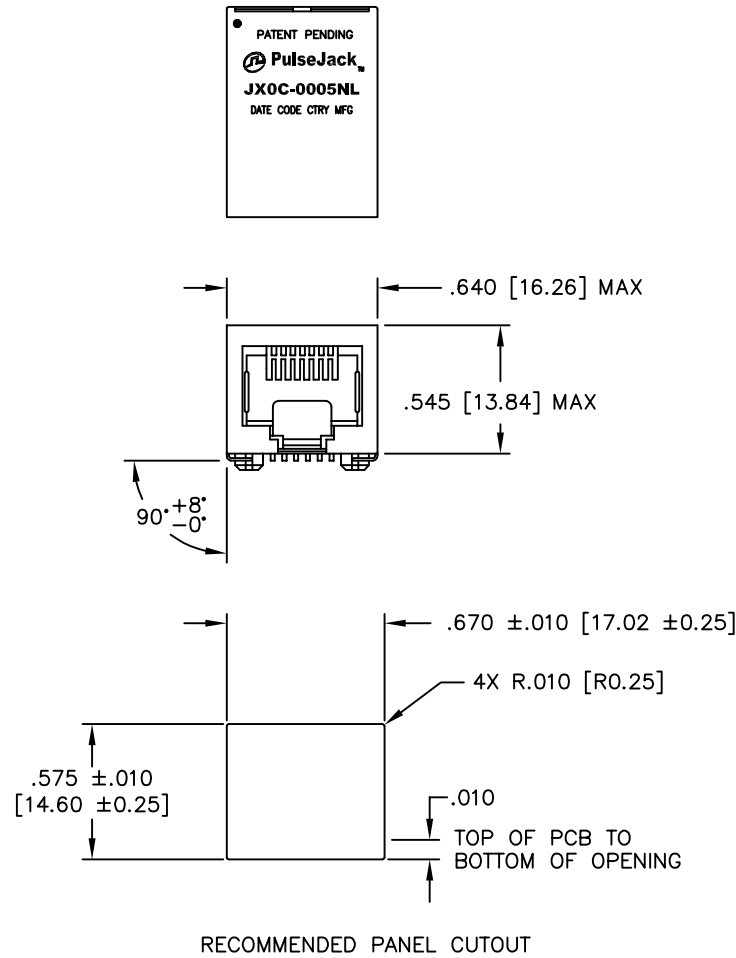 PATENT PENDING
PulseJack™
JX0C-0005NL
DATE CODE CTRY MFG
.640 [16.26] MAX
.545 [13.84] MAX
90° +8°
-0°
.670 ±.010 [17.02 ±0.25]
4X R.010 [R0.25]
.575 ±.010
[14.60 ±0.25]
.010
TOP OF PCB TO
BOTTOM OF OPENING
RECOMMENDED PANEL CUTOUT